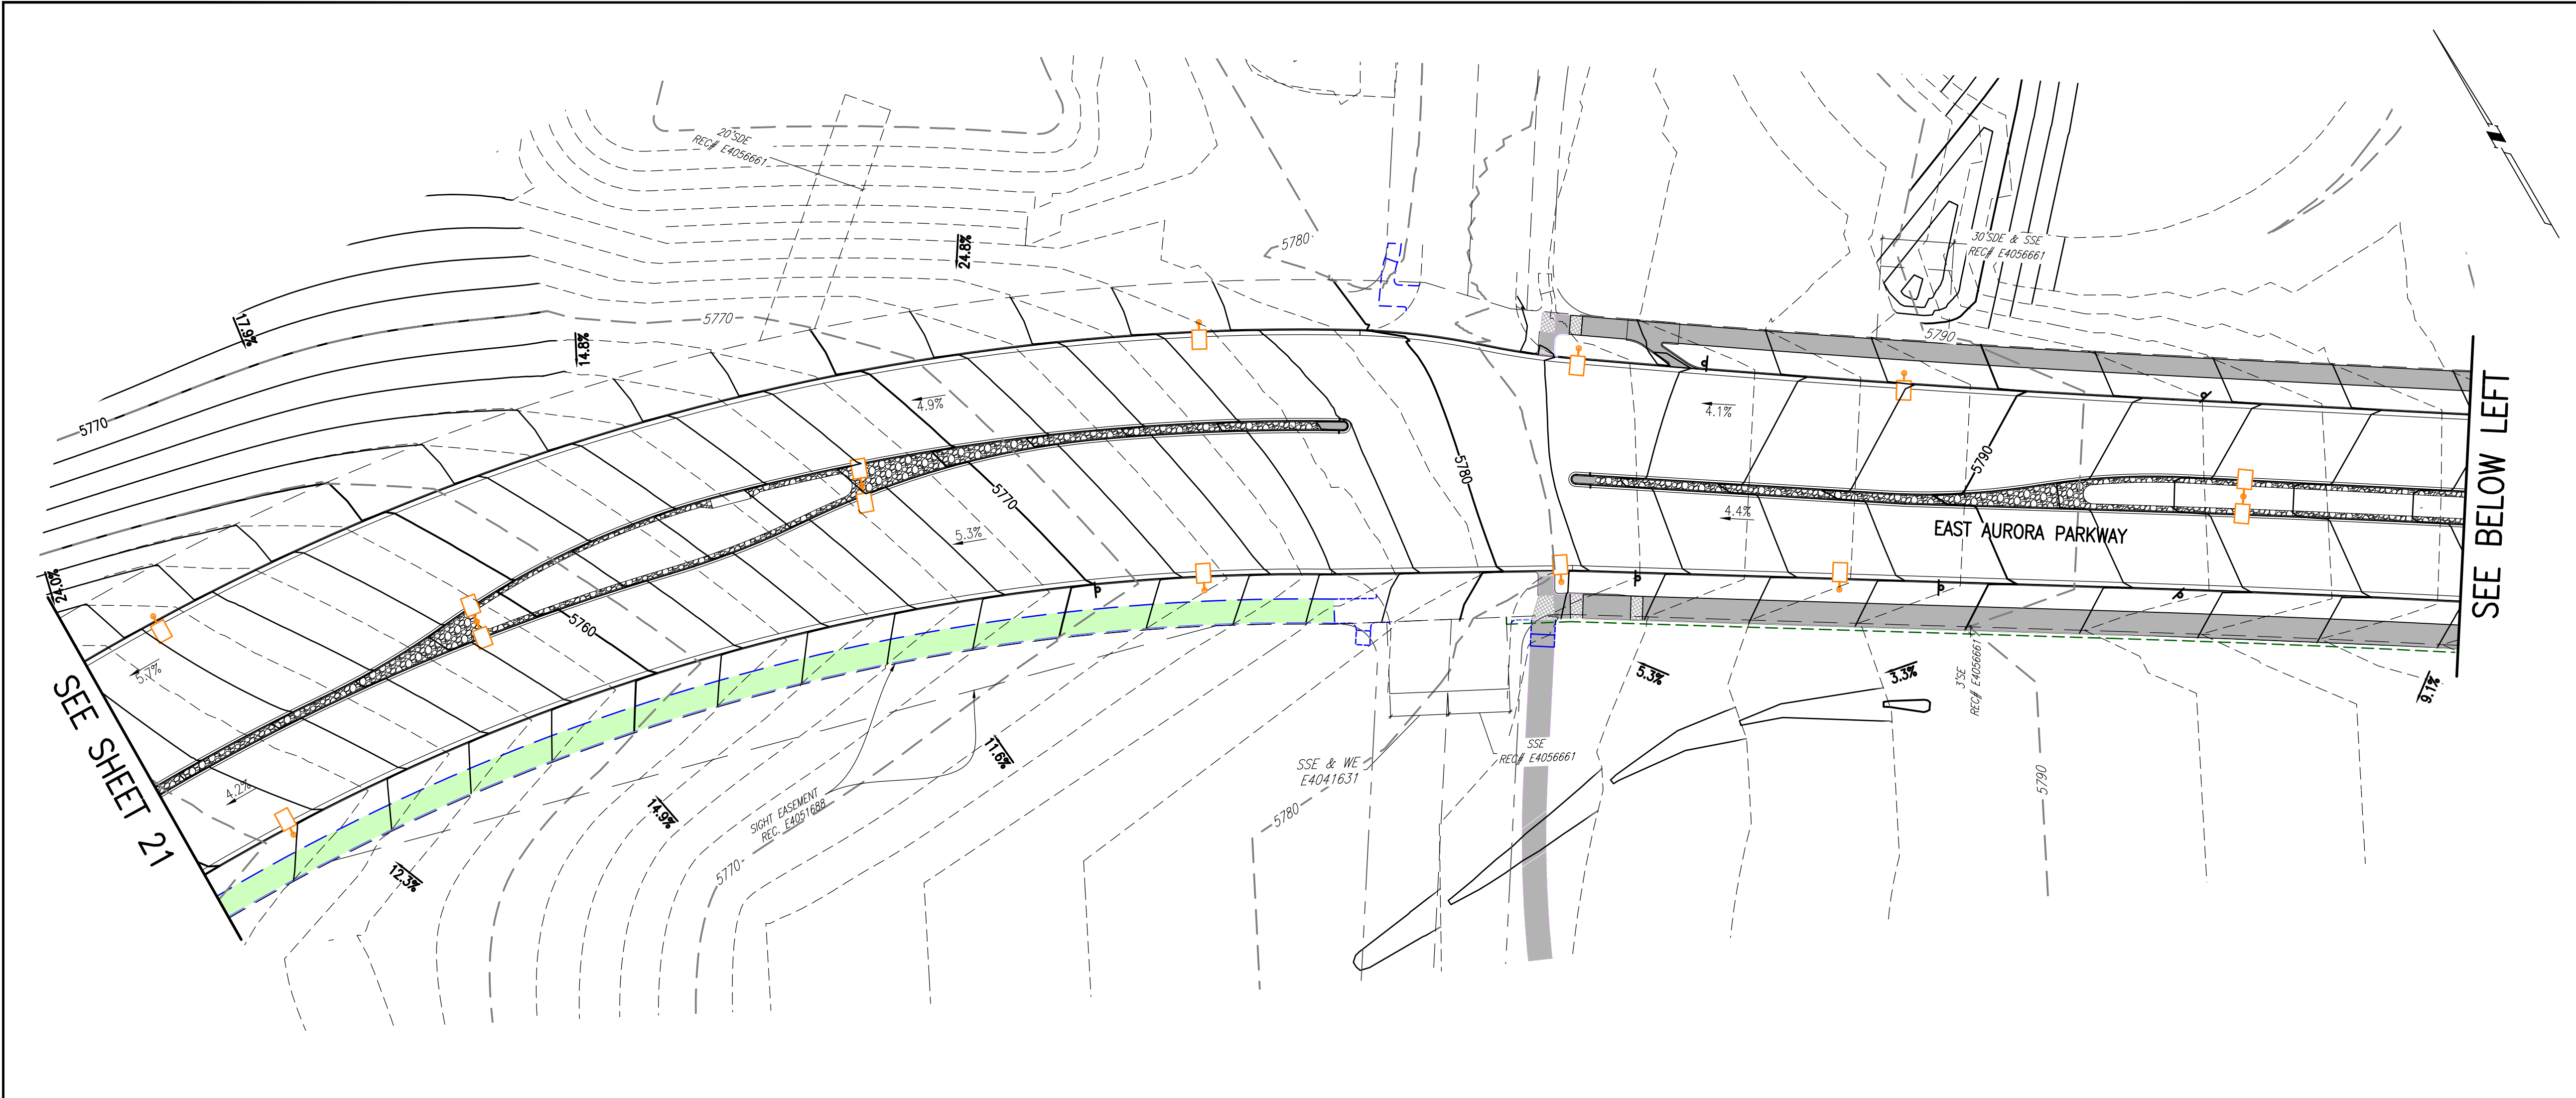 20'SDE
REC# E4056661
24.8%
5780
30'SDE & SSE
REC# E4056661
17.9%
14.8%
5770
5790
5770
4.9%
4.1%
SEE BELOW LEFT
5780
5790
5770
5.3%
4.4%
EAST AURORA PARKWAY
24.0%
5760
5.7%
SEE SHEET 21
4.2%
12.3%
14.9%
11.6%
SIGHT EASEMENT
REC. E4051688
5770
SSE & WE
E4041631
SSE
REC# E4056661
5780
5.3%
3.3%
3'SE
REC# E4056661
5790
9.1%